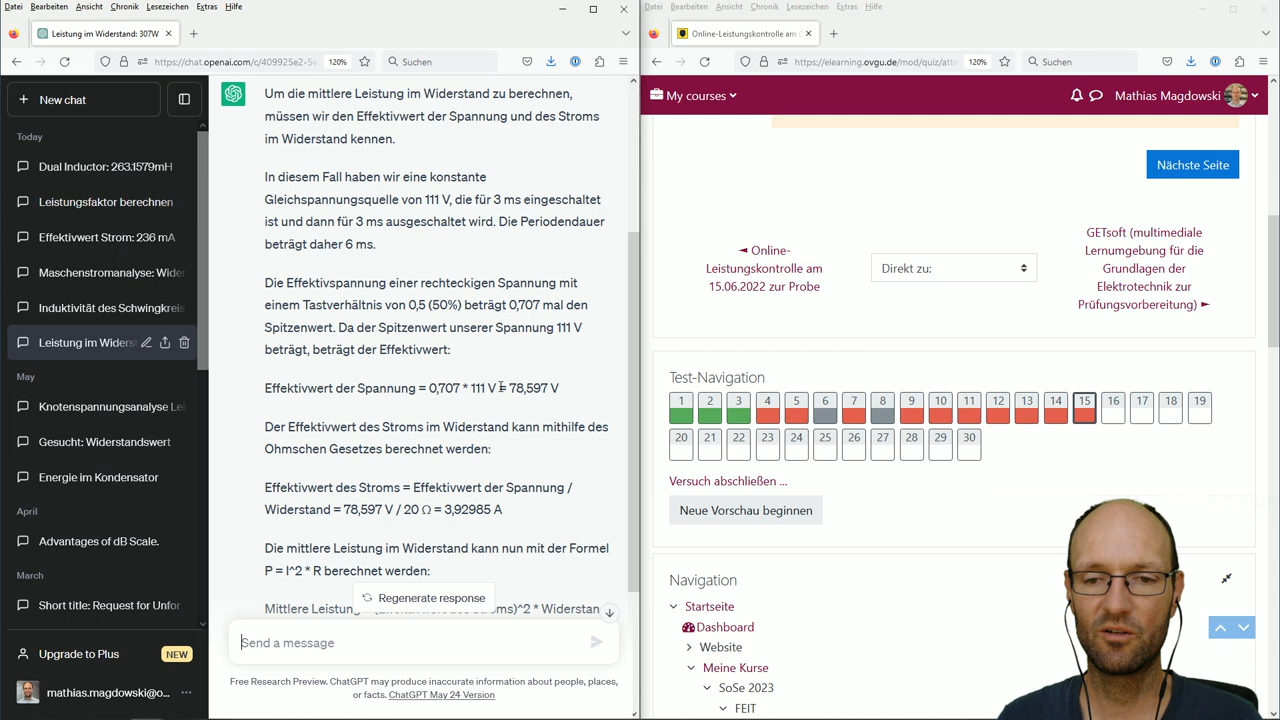 Datei Bearbeiten Ansicht Chronik Lesezeichen Extras Hilfe
Leistung im Widerstand: 307W
https://chat.openai.com/c/409925e2-5e
120%
Suchen
New chat
Today
Dual Inductor: 263.1579mH
Leistungsfaktor berechnen
Effektivwert Strom: 236 mA
Maschenstromanalyse: Wider
Induktivität des Schwingkreis
Leistung im Widerst
May
Knotenspannungsanalyse Lei
Gesucht: Widerstandswert
Energie im Kondensator
April
Advantages of dB Scale.
March
Short title: Request for Unfor
Upgrade to Plus
NEW
mathias.magdowski@o...
Um die mittlere Leistung im Widerstand zu berechnen,
müssen wir den Effektivwert der Spannung und des Stroms
im Widerstand kennen.
In diesem Fall haben wir eine konstante
Gleichspannungsquelle von 111 V, die für 3 ms eingeschaltet
ist und dann für 3 ms ausgeschaltet wird. Die Periodendauer
beträgt daher 6 ms.
Die Effektivspannung einer rechteckigen Spannung mit
einem Tastverhältnis von 0,5 (50%) beträgt 0,707 mal den
Spitzenwert. Da der Spitzenwert unserer Spannung 111 V
beträgt, beträgt der Effektivwert:
Effektivwert der Spannung = 0,707 * 111 V = 78,597 V
Der Effektivwert des Stroms im Widerstand kann mithilfe des
Ohmschen Gesetzes berechnet werden:
Effektivwert des Stroms = Effektivwert der Spannung /
Widerstand = 78,597 V / 20 Ω = 3,92985 A
Die mittlere Leistung im Widerstand kann nun mit der Formel
P = I^2 * R berechnet werden:
Regenerate response
Mittlere Leistung
Send a message
Free Research Preview. ChatGPT may produce inaccurate information about people, places,
or facts. ChatGPT May 24 Version
Datei Bearbeiten Ansicht Chronik Lesezeichen Extras Hilfe
Online-Leistungskontrolle am
https://elearning.ovgu.de/mod/quiz/atte
120%
Suchen
My courses
Mathias Magdowski
Nächste Seite
◄ Online-
Leistungskontrolle am
15.06.2022 zur Probe
Direkt zu:
GETsoft (multimediale
Lernumgebung für die
Grundlagen der
Elektrotechnik zur
Prüfungsvorbereitung) ►
Test-Navigation
1 2 3 4 5 6 7 8 9 10 11 12 13 14 15 16 17 18 19
20 21 22 23 24 25 26 27 28 29 30
Versuch abschließen ...
Neue Vorschau beginnen
Navigation
Startseite
Dashboard
Website
Meine Kurse
SoSe 2023
FEIT